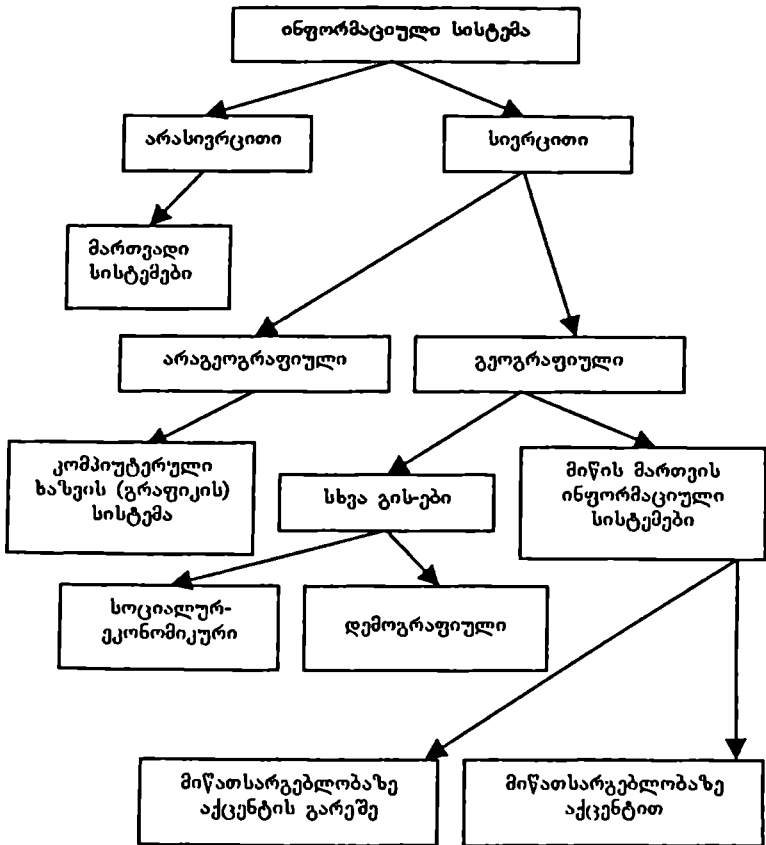 ინფორმაციული სისტემა
არასივრცითი
სივრცითი
მართვადი
სისტემები
არაგეოგრაფიული
გეოგრაფიული
კომპიუტერული
ხაზვის (გრაფიკის)
სისტემა
სხვა გის-ები
მიწის მართვის
ინფორმაციული
სისტემები
სოციალურ-
ეკონომიკური
დემოგრაფიული
მიწათსარგებლობაზე
აქცენტის გარეშე
მიწათსარგებლობაზე
აქცენტით